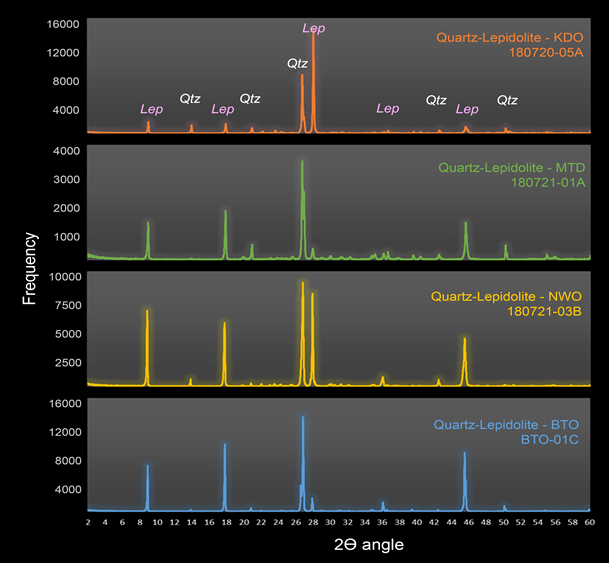 16000
12000
8000
4000
Lep
Qtz
Lep
Qtz
Qtz
Lep
Lep
Qtz
Lep
Qtz
Quartz-Lepidolite - KDO
180720-05A
4000
3000
2000
1000
Quartz-Lepidolite - MTD
180721-01A
Frequency
10000
7500
5000
2500
Quartz-Lepidolite - NWO
180721-03B
16000
12000
8000
4000
Quartz-Lepidolite - BTO
BTO-01C
2 4 6 8 10 12 14 16 18 20 22 24 26 28 30 32 34 36 38 40 42 44 46 48 50 52 54 56 58 60
2Ө angle